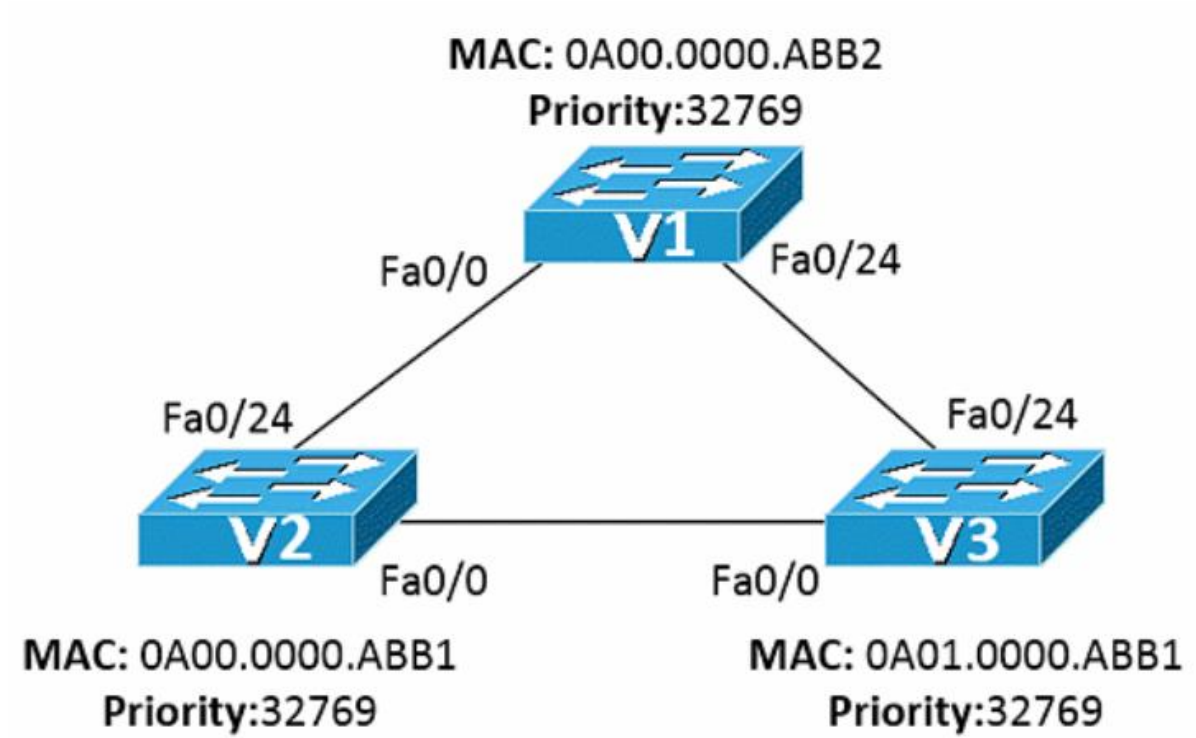 MAC: 0A00.0000.ABB2
Priority:32769
V1
Fa0/0
Fa0/24
Fa0/24
Fa0/24
V2
V3
Fa0/0
Fa0/0
MAC: 0A00.0000.ABB1
Priority:32769
MAC: 0A01.0000.ABB1
Priority:32769